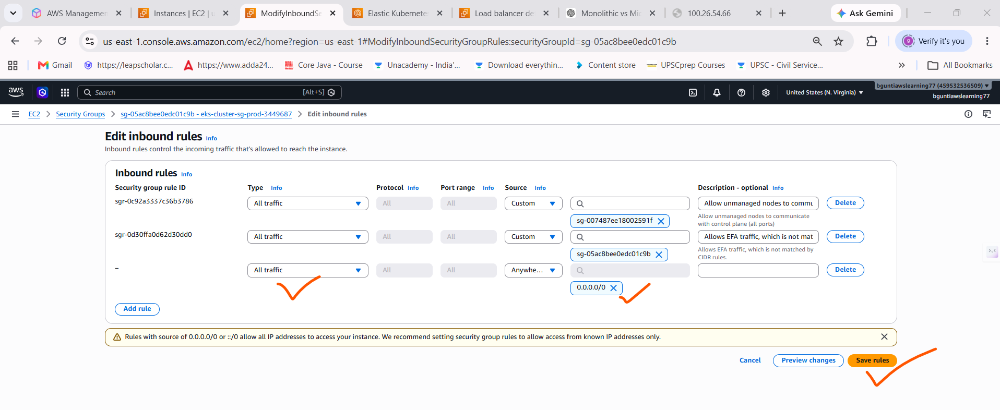 AWS Managemen
Instances | EC2 | u
ModifyInboundSe
Elastic Kubernete
Load balancer de
Monolithic vs Mic
100.26.54.66
Ask Gemini
us-east-1.console.aws.amazon.com/ec2/home?region=us-east-1#ModifyInboundSecurityGroupRules:securityGroupId=sg-05ac8bee0edc01c9b
g
Verify it's you
Gmail
https://leapscholar.c...
https://www.adda24...
Core Java - Course
Unacademy - India'...
Download everythin...
Content store
UPSCprep Courses
UPSC - Civil Service...
All Bookmarks
aws
Search
[Alt+S]
United States (N. Virginia)
bguntiawslearning77 (459532536509)
bguntiawslearning77
EC2 > Security Groups > sg-05ac8bee0edc01c9b - eks-cluster-sg-prod-3449687 > Edit inbound rules
Edit inbound rules Info
Inbound rules control the incoming traffic that's allowed to reach the instance.
Inbound rules Info
Security group rule ID Type Info Protocol Info Port range Info Source Info Description - optional Info
sgr-0c92a3337c36b3786 All traffic All All Custom Allow unmanaged nodes to commu Delete
sg-007487ee18002591f
Allow unmanaged nodes to communicate
with control plane (all ports)
sgr-0d30ffa0d62d30dd0 All traffic All All Custom Allows EFA traffic, which is not mat Delete
sg-05ac8bee0edc01c9b
Allows EFA traffic, which is not matched by
CIDR rules.
– All traffic All All Anywhe... Delete
0.0.0.0/0
Add rule
Rules with source of 0.0.0.0/0 or ::/0 allow all IP addresses to access your instance. We recommend setting security group rules to allow access from known IP addresses only.
Cancel Preview changes Save rules